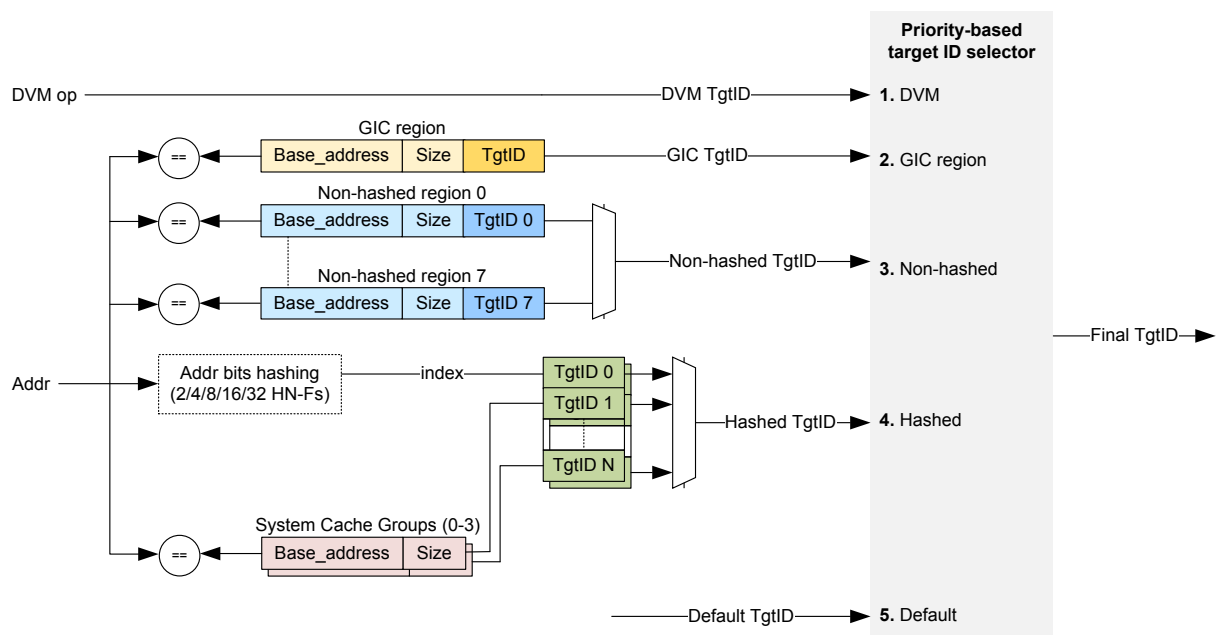 Priority-based
target ID selector
DVM op
DVM TgtID
1. DVM
GIC region
==
Base_address
Size
TgtID
GIC TgtID
2. GIC region
Non-hashed region 0
==
Base_address
Size
TgtID 0
Non-hashed TgtID
3. Non-hashed
Non-hashed region 7
==
Base_address
Size
TgtID 7
Final TgtID
Addr
Addr bits hashing
(2/4/8/16/32 HN-Fs)
index
TgtID 0
TgtID 1
TgtID N
Hashed TgtID
4. Hashed
System Cache Groups (0-3)
==
Base_address
Size
Default TgtID
5. Default